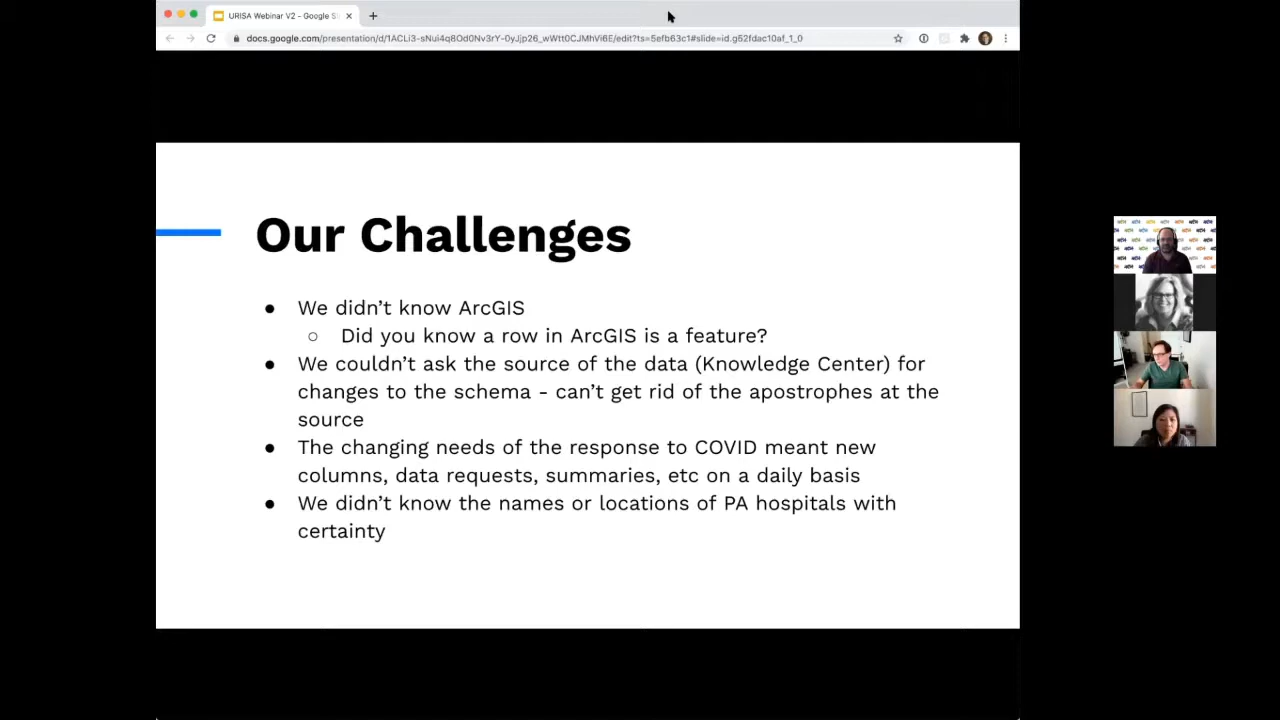 URISA Webinar V2 - Google S
docs.google.com/presentation/d/1ACLi3-sNui4q8Od0Nv3rY-0yJjp26_wWtt0CJMhVi6E/edit?ts=5efb63c1#slide=id.g52fdac10af_1_0
Our Challenges
● We didn't know ArcGIS
○ Did you know a row in ArcGIS is a feature?
● We couldn't ask the source of the data (Knowledge Center) for
changes to the schema - can't get rid of the apostrophes at the
source
● The changing needs of the response to COVID meant new
columns, data requests, summaries, etc on a daily basis
● We didn't know the names or locations of PA hospitals with
certainty